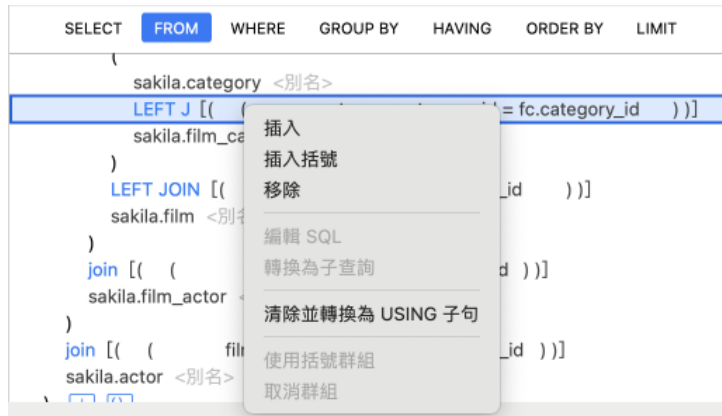 SELECT FROM WHERE GROUP BY HAVING ORDER BY LIMIT
(
sakila.category <別名>
LEFT J [( ( = fc.category_id ) )]
sakila.film_ca
)
LEFT JOIN [( _id ) )]
sakila.film <別名
)
join [( ( d ) )]
sakila.film_actor <
)
join [( ( film _id ) )]
sakila.actor <別名>
)
插入
插入括號
移除
編輯 SQL
轉換為子查詢
清除並轉換為 USING 子句
使用括號群組
取消群組